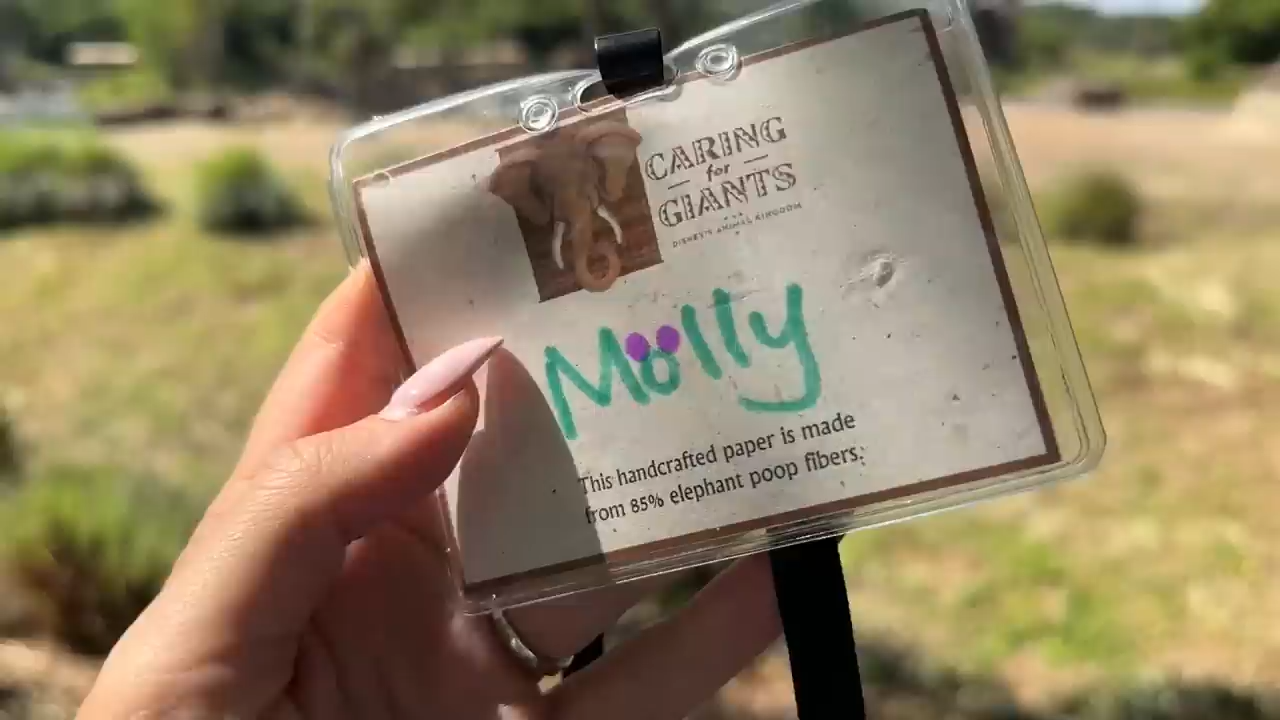 CARING
for
GIANTS
DISNEY'S ANIMAL KINGDOM
Molly
This handcrafted paper is made
from 85% elephant poop fibers.